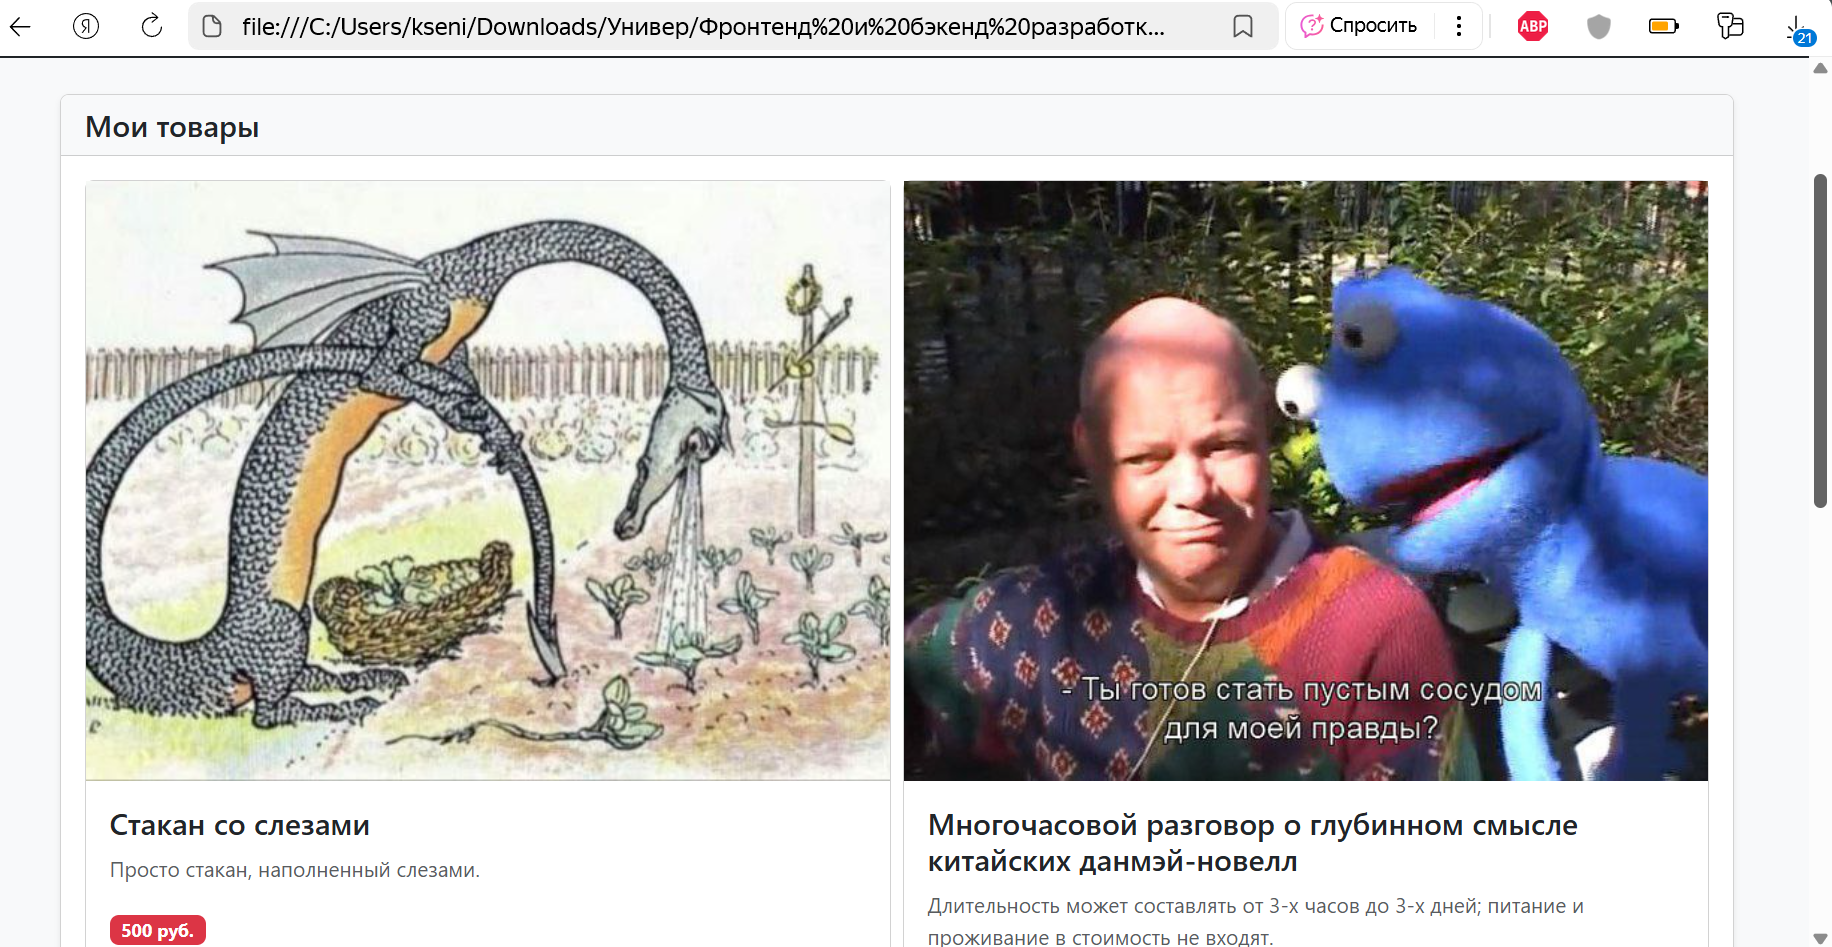 Я
file:///C:/Users/kseni/Downloads/Универ/Фронтенд%20и%20бэкенд%20разработк...
Спросить
ABP
21
Мои товары
- Ты готов стать пустым сосудом
для моей правды?
Стакан со слезами
Просто стакан, наполненный слезами.
500 руб.
Многочасовой разговор о глубинном смысле
китайских данмэй-новелл
Длительность может составлять от 3-х часов до 3-х дней; питание и
проживание в стоимость не входят.